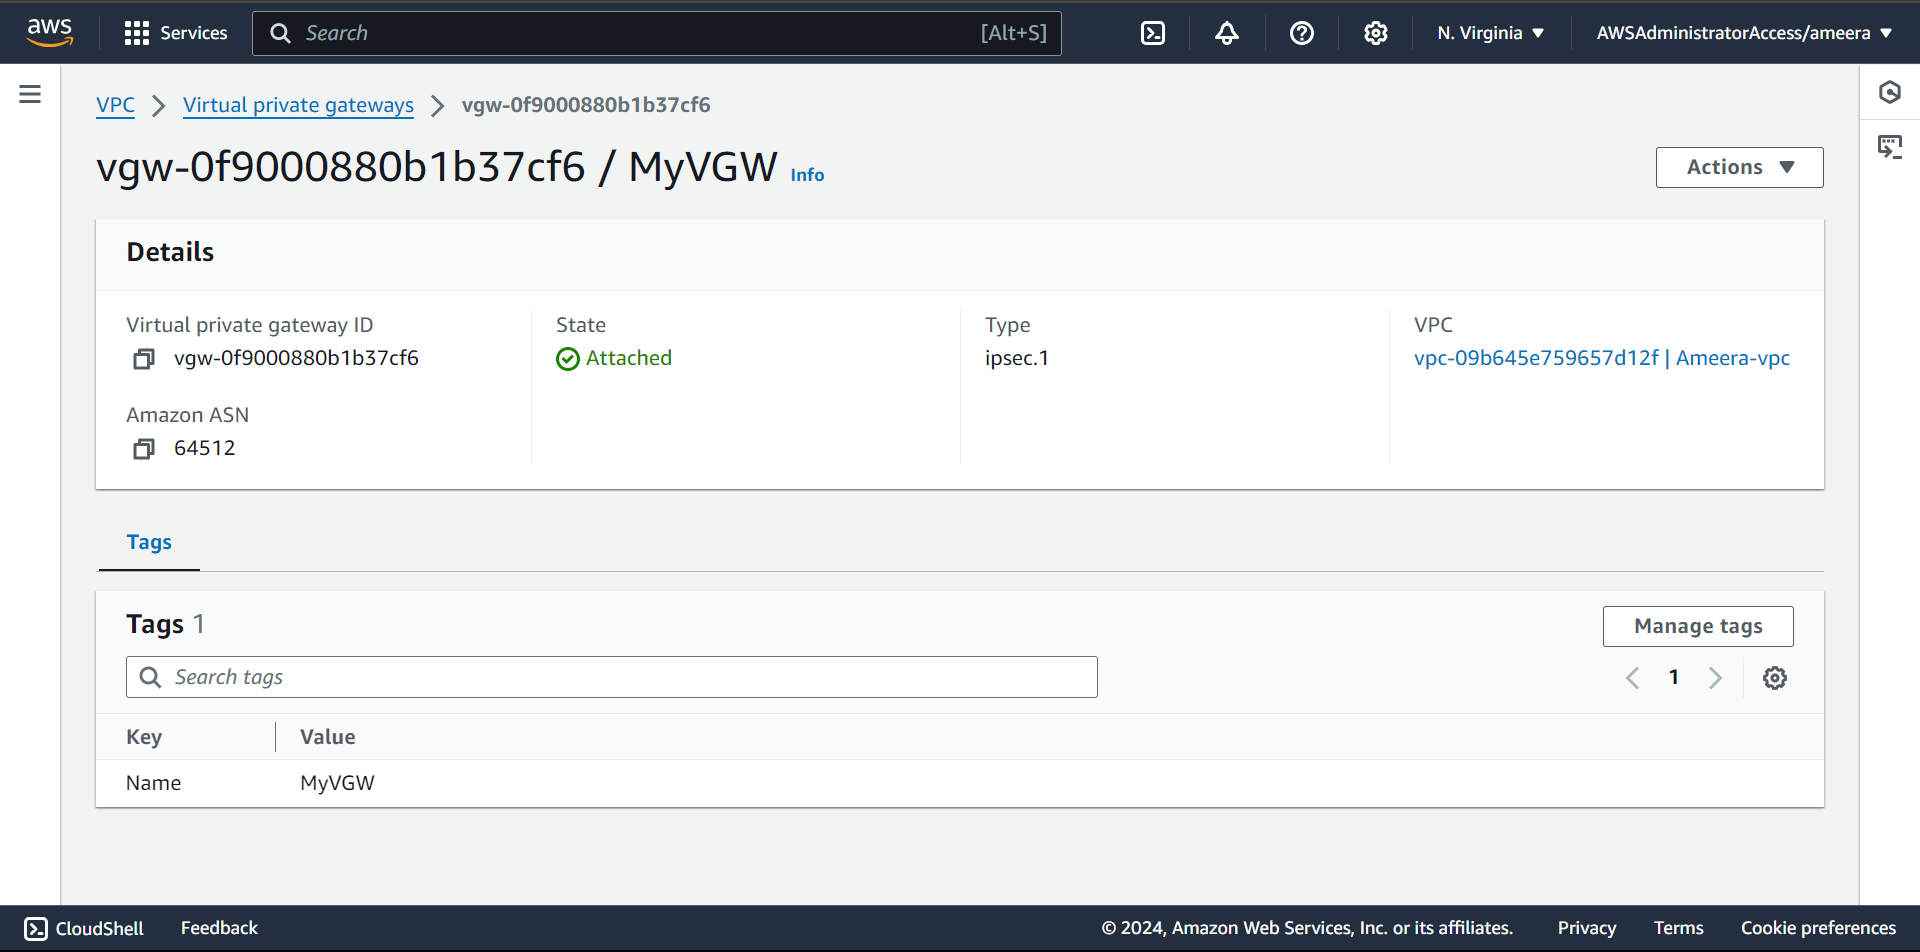 aws Services Search [Alt+S] N. Virginia AWSAdministratorAccess/ameera
VPC Virtual private gateways vgw-0f9000880b1b37cf6
vgw-0f9000880b1b37cf6 / MyVGW Info
Actions
Details
Virtual private gateway ID
vgw-0f9000880b1b37cf6
State
Attached
Type
ipsec.1
VPC
vpc-09b645e759657d12f | Ameera-vpc
Amazon ASN
64512
Tags
Tags 1
Manage tags
Search tags
1
Key Value
Name MyVGW
CloudShell Feedback © 2024, Amazon Web Services, Inc. or its affiliates. Privacy Terms Cookie preferences